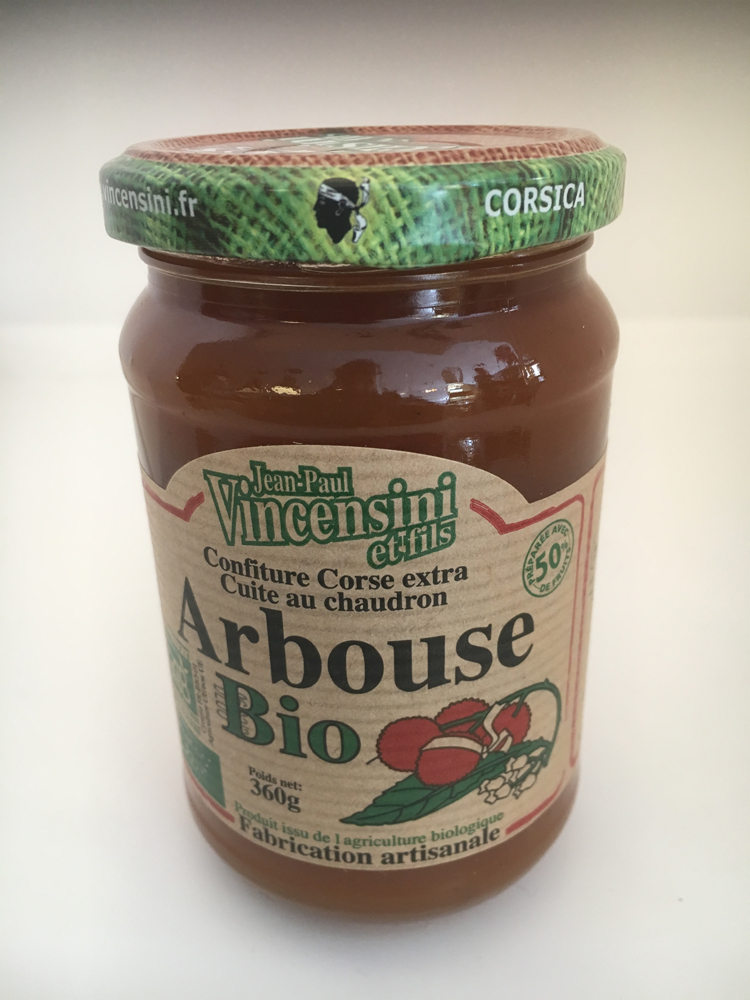 vincensini.fr
CORSICA
Jean-Paul
Vincensini
et fils
Confiture Corse extra
Cuite au chaudron
PRÉPARÉE AVEC
50%
DE FRUITS
Arbouse
Bio
Poids net:
360g
Produit issu de l'agriculture biologique
Fabrication artisanale